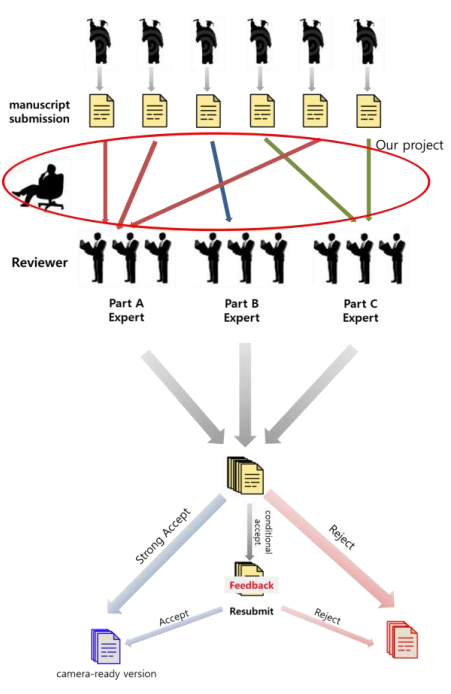 manuscript
submission
Our project
Reviewer
Part A
Expert
Part B
Expert
Part C
Expert
Strong Accept
conditional
accept
Reject
Feedback
Resubmit
Accept
Reject
camera-ready version